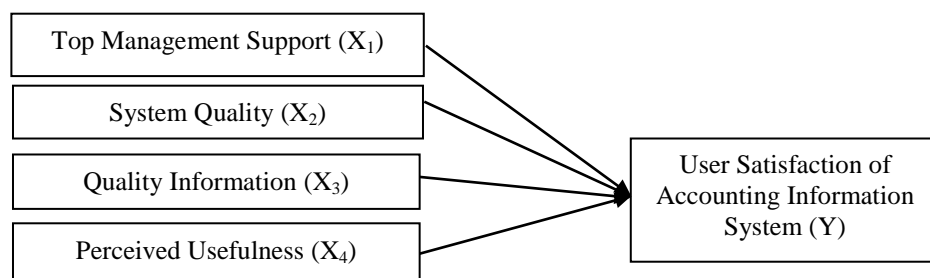 Top Management Support (X₁)
System Quality (X₂)
Quality Information (X₃)
Perceived Usefulness (X₄)
User Satisfaction of
Accounting Information
System (Y)